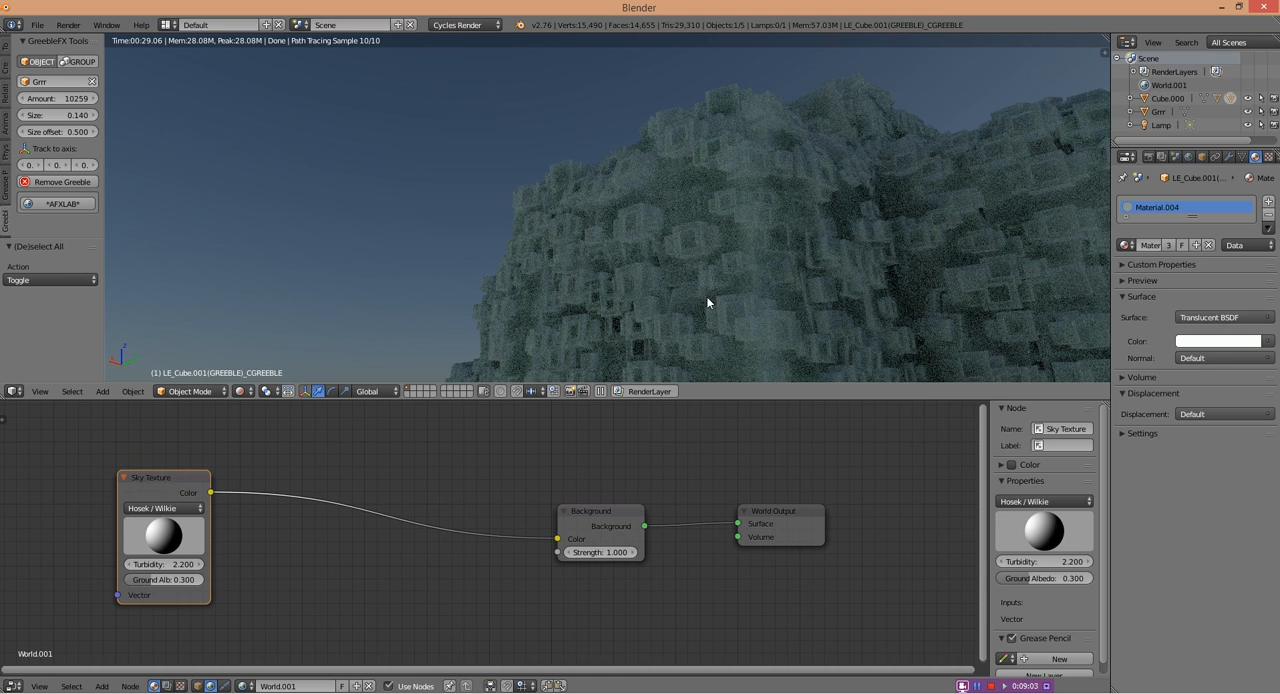 Blender
File Render Window Help Default Scene Cycles Render v2.76 | Verts:15,490 | Faces:14,655 | Tris:29,310 | Objects:1/5 | Lamps:0/1 | Mem:57.03M | LE_Cube.001(GREEBLE)_CGREEBLE
GreebleFX Tools
OBJECT GROUP
Grrr
Amount: 10259
Size: 0.140
Size offset: 0.500
Track to axis:
0. 0. 0.
Remove Greeble
*AFXLAB*
(De)select All
Action
Toggle
Time:00:29.06 | Mem:28.08M, Peak:28.08M | Done | Path Tracing Sample 10/10
(1) LE_Cube.001(GREEBLE)_CGREEBLE
View Select Add Object Object Mode Global RenderLayer
View Search All Scenes
Scene
RenderLayers
World.001
Cube.000
Grrr
Lamp
LE_Cube.001(... Mate
Material.004
Mater 3 F Data
Custom Properties
Preview
Surface
Surface: Translucent BSDF
Color:
Normal: Default
Volume
Displacement
Displacement: Default
Settings
Sky Texture
Color
Hosek / Wilkie
Turbidity: 2.200
Ground Alb: 0.300
Vector
Background
Background
Color
Strength: 1.000
World Output
Surface
Volume
World.001
Node
Name: Sky Texture
Label:
Color
Properties
Hosek / Wilkie
Turbidity: 2.200
Ground Albedo: 0.300
Inputs:
Vector
Grease Pencil
New
New Layer
View Select Add Node World.001 F Use Nodes
0:09:03